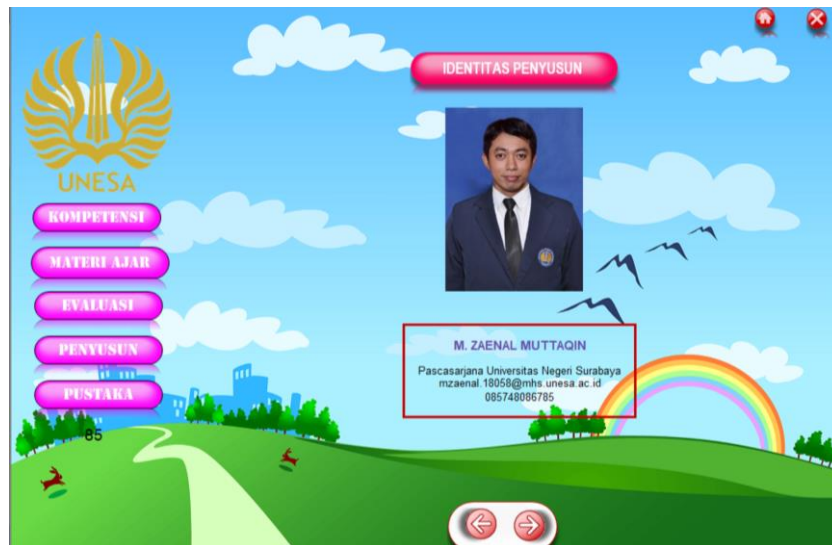 IDENTITAS PENYUSUN
UNESA
KOMPETENSI
MATERI AJAR
EVALUASI
PENYUSUN
PUSTAKA
85
M. ZAENAL MUTTAQIN
Pascasarjana Universitas Negeri Surabaya
mzaenal.18058@mhs.unesa.ac.id
085748086785